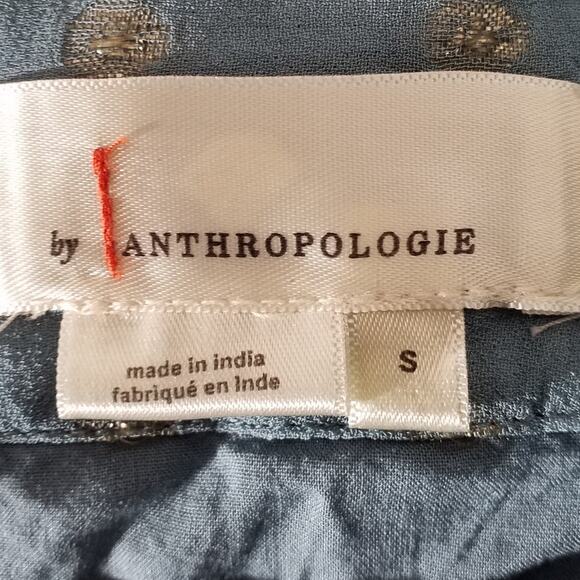 by ANTHROPOLOGIE
made in india
fabriqué en Inde
S